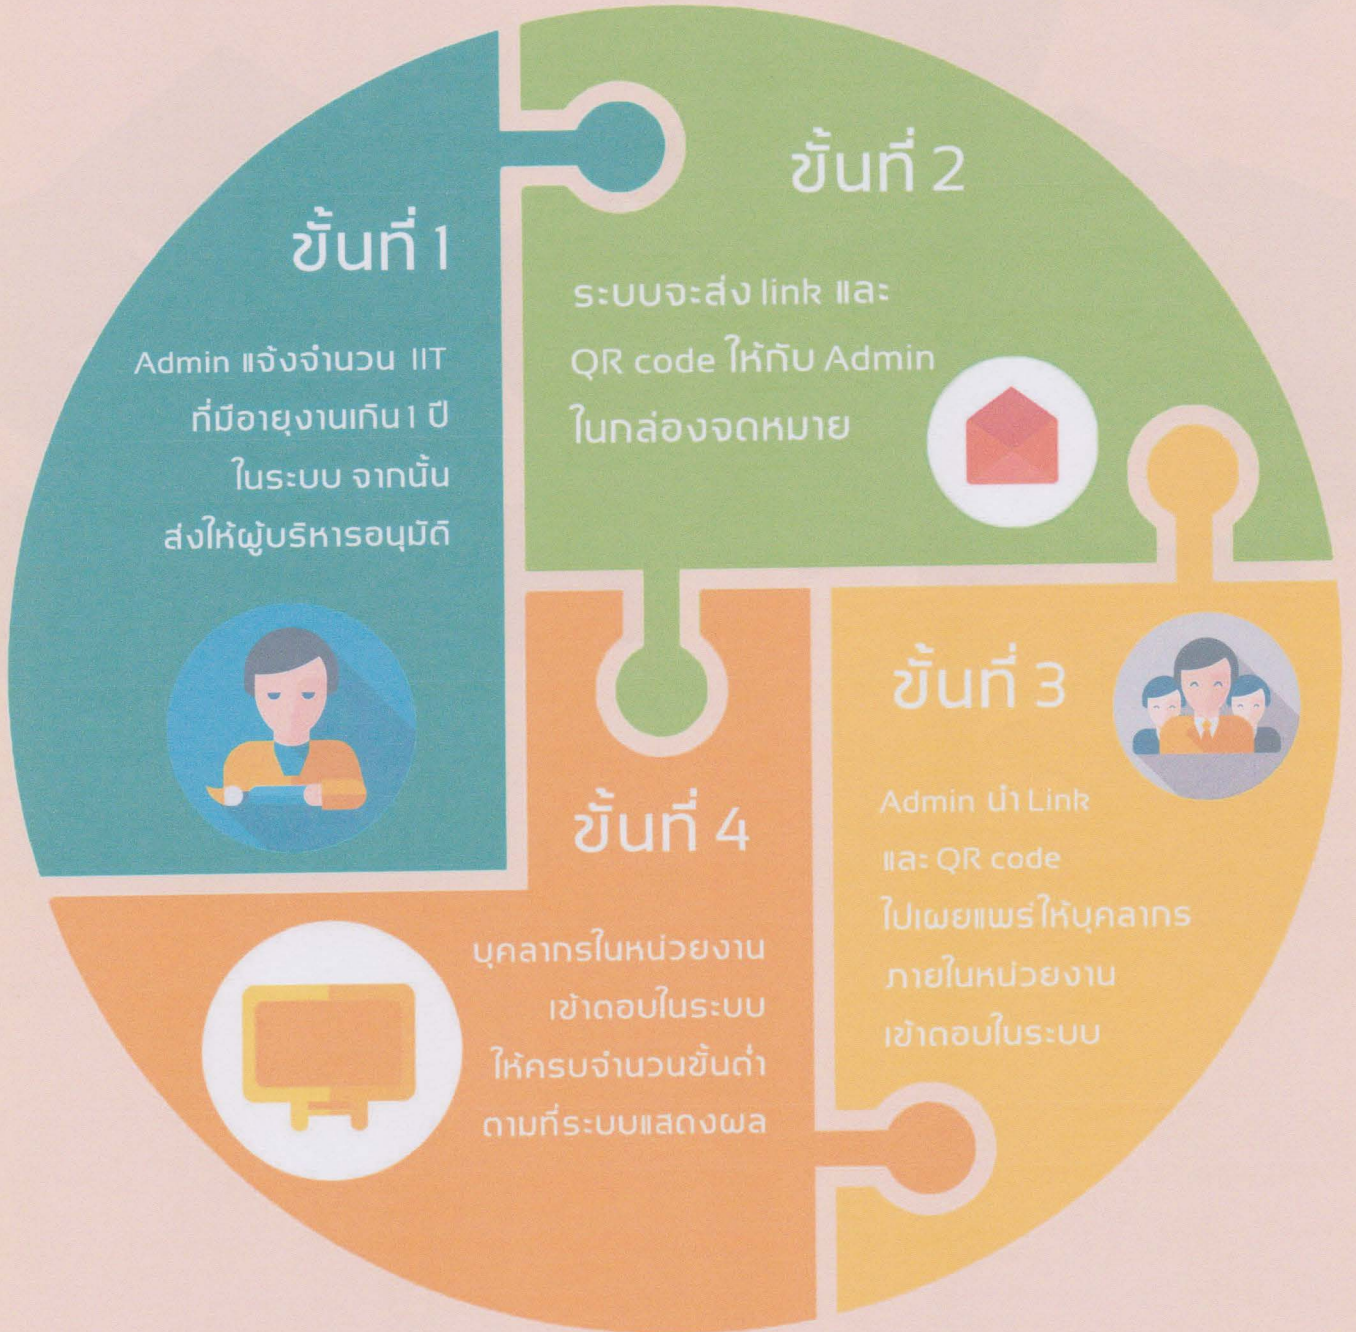 ขั้นที่ 1
Admin แจ้งจำนวน IIT
ที่มีอายุงานเกิน 1 ปี
ในระบบ จากนั้น
ส่งให้ผู้บริหารอนุมัติ
ขั้นที่ 2
ระบบจะส่ง link และ
QR code ให้กับ Admin
ในกล่องจดหมาย
ขั้นที่ 3
Admin นำ Link
และ QR code
ไปเผยแพร่ให้บุคลากร
ภายในหน่วยงาน
เข้าตอบในระบบ
ขั้นที่ 4
บุคลากรในหน่วยงาน
เข้าตอบในระบบ
ให้ครบจำนวนขั้นต่ำ
ตามที่ระบบแสดงผล